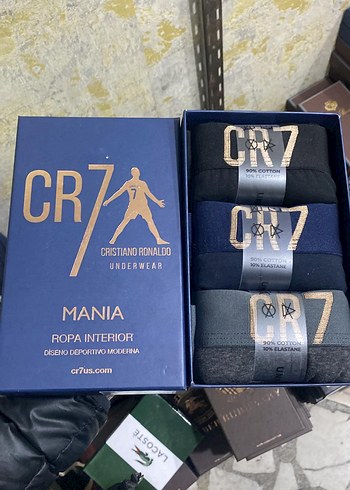 CR7
CRISTIANO RONALDO
UNDERWEAR
MANIA
ROPA INTERIOR
DISENO DEPORTIVO MODERNA
cr7us.com
CR7
90% COTTON
10% ELASTANE
CR7
90% COTTON
10% ELASTANE
CR7
90% COTTON
10% ELASTANE
LACOSTE